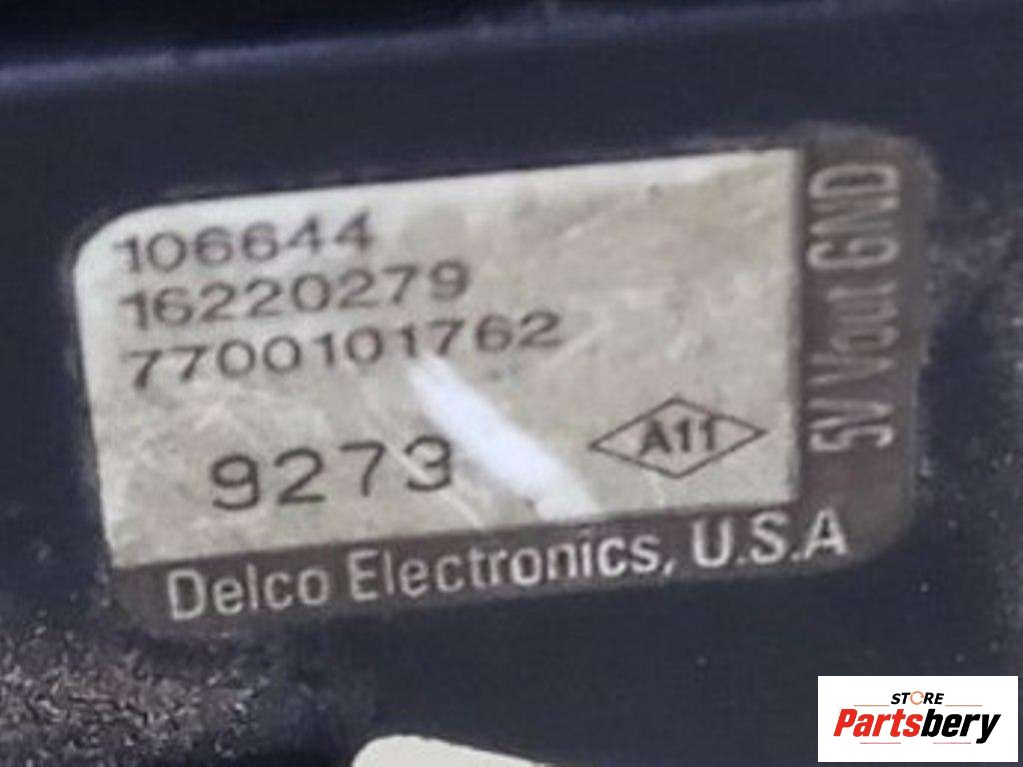 106644
16220279
7700101762
9273
A11
5V Vout GND
Delco Electronics, U.S.A
STORE
Partsbery